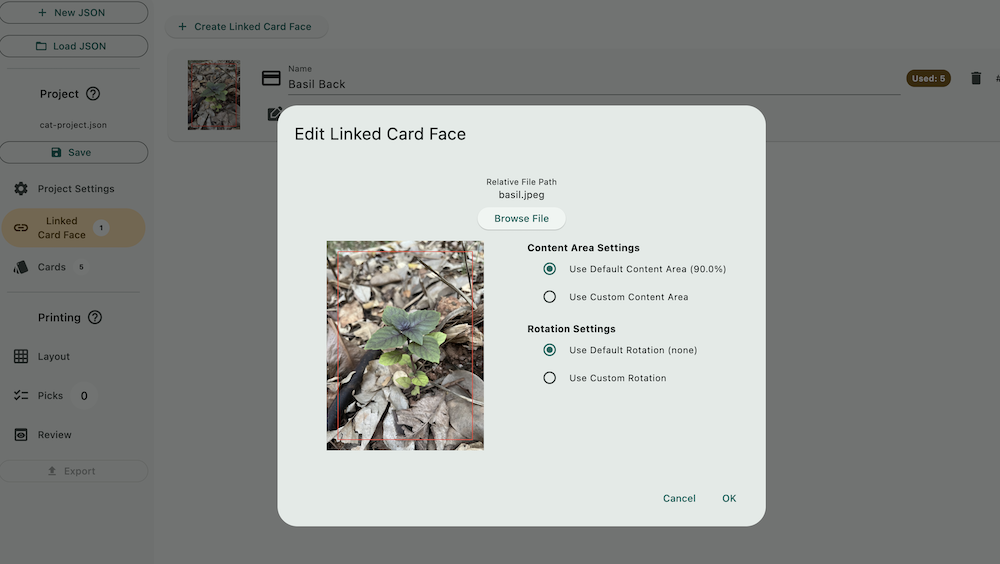 New JSON
Load JSON
Project
cat-project.json
Save
Project Settings
Linked
Card Face
1
Cards
5
Printing
Layout
Picks
0
Review
Export
Create Linked Card Face
Name
Basil Back
Used: 5
#
Edit Linked Card Face
Relative File Path
basil.jpeg
Browse File
Content Area Settings
Use Default Content Area (90.0%)
Use Custom Content Area
Rotation Settings
Use Default Rotation (none)
Use Custom Rotation
Cancel
OK